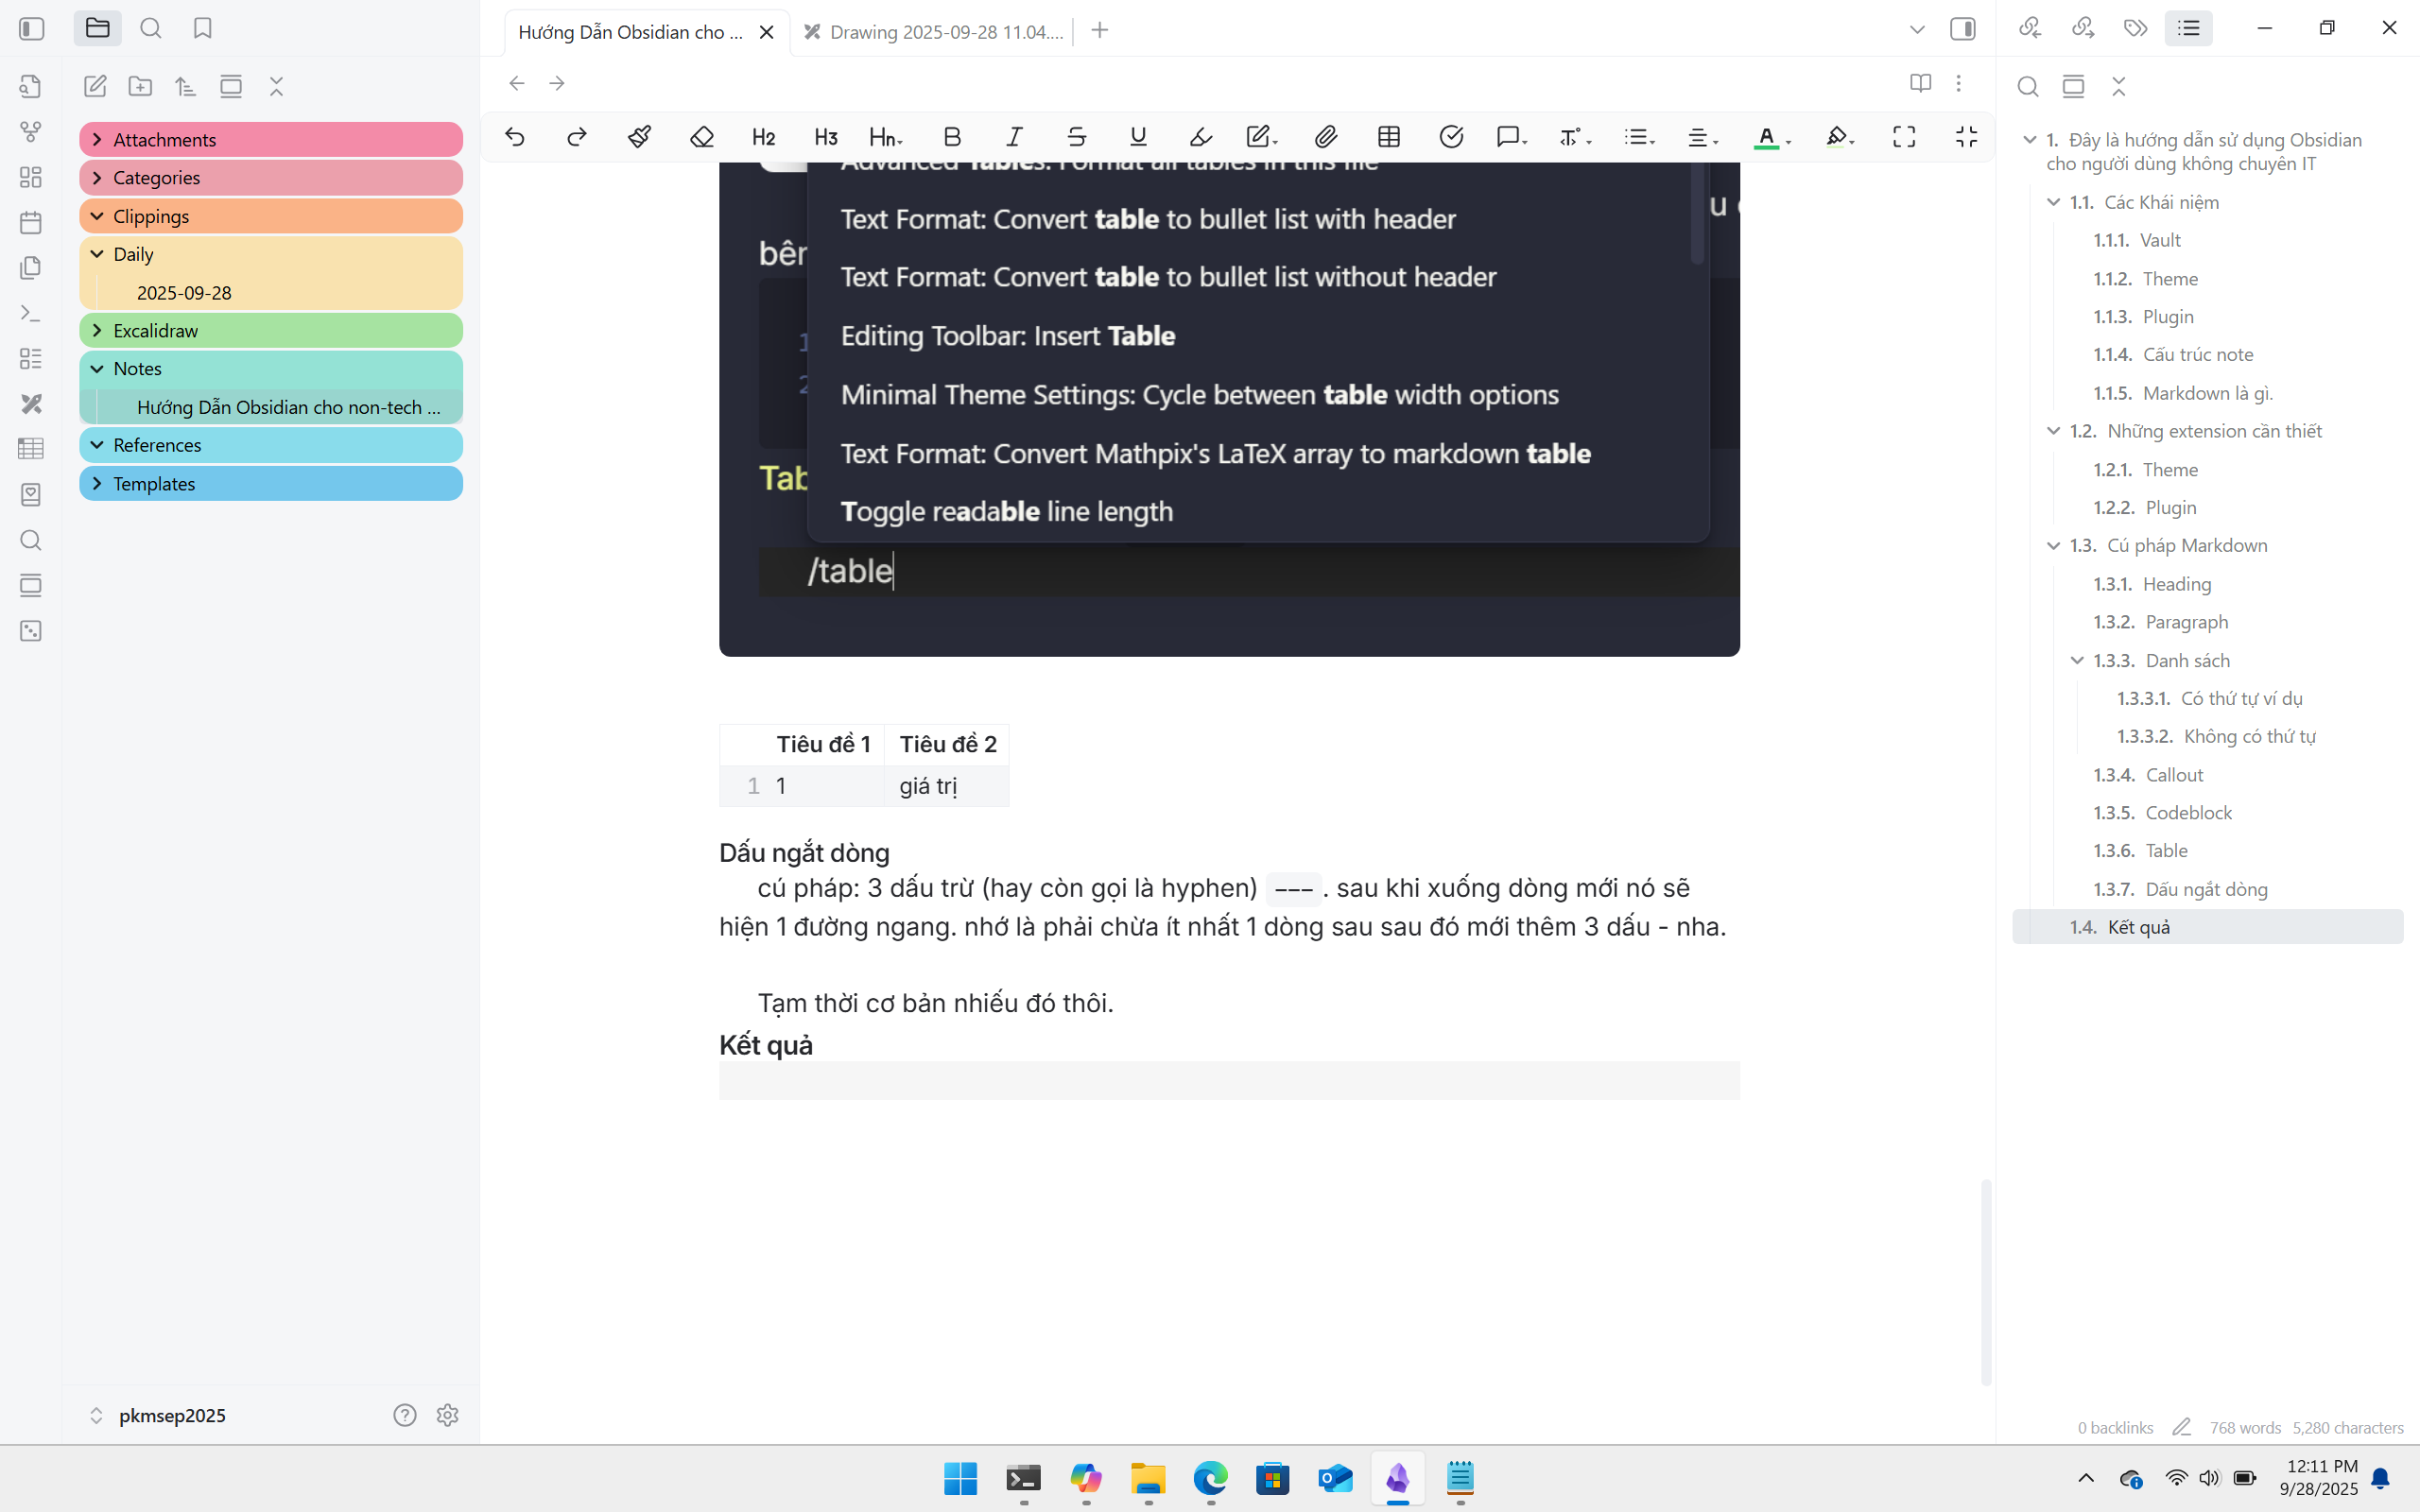 Hướng Dẫn Obsidian cho ...
Drawing 2025-09-28 11.04....
H2
H3
Hn
B
I
S
U
A
Attachments
Categories
Clippings
Daily
2025-09-28
Excalidraw
Notes
Hướng Dẫn Obsidian cho non-tech ...
References
Templates
pkmsep2025
Advanced Tables: Format all tables in this file
Text Format: Convert table to bullet list with header
bên
Text Format: Convert table to bullet list without header
Editing Toolbar: Insert Table
Minimal Theme Settings: Cycle between table width options
Text Format: Convert Mathpix's LaTeX array to markdown table
Tab
Toggle readable line length
/table
Tiêu đề 1 Tiêu đề 2
1 1 giá trị
Dấu ngắt dòng
cú pháp: 3 dấu trừ (hay còn gọi là hyphen) ---. sau khi xuống dòng mới nó sẽ
hiện 1 đường ngang. nhớ là phải chừa ít nhất 1 dòng sau sau đó mới thêm 3 dấu - nha.
Tạm thời cơ bản nhiếu đó thôi.
Kết quả
1. Đây là hướng dẫn sử dụng Obsidian
cho người dùng không chuyên IT
1.1. Các Khái niệm
1.1.1. Vault
1.1.2. Theme
1.1.3. Plugin
1.1.4. Cấu trúc note
1.1.5. Markdown là gì.
1.2. Những extension cần thiết
1.2.1. Theme
1.2.2. Plugin
1.3. Cú pháp Markdown
1.3.1. Heading
1.3.2. Paragraph
1.3.3. Danh sách
1.3.3.1. Có thứ tự ví dụ
1.3.3.2. Không có thứ tự
1.3.4. Callout
1.3.5. Codeblock
1.3.6. Table
1.3.7. Dấu ngắt dòng
1.4. Kết quả
0 backlinks 768 words 5,280 characters
12:11 PM
9/28/2025